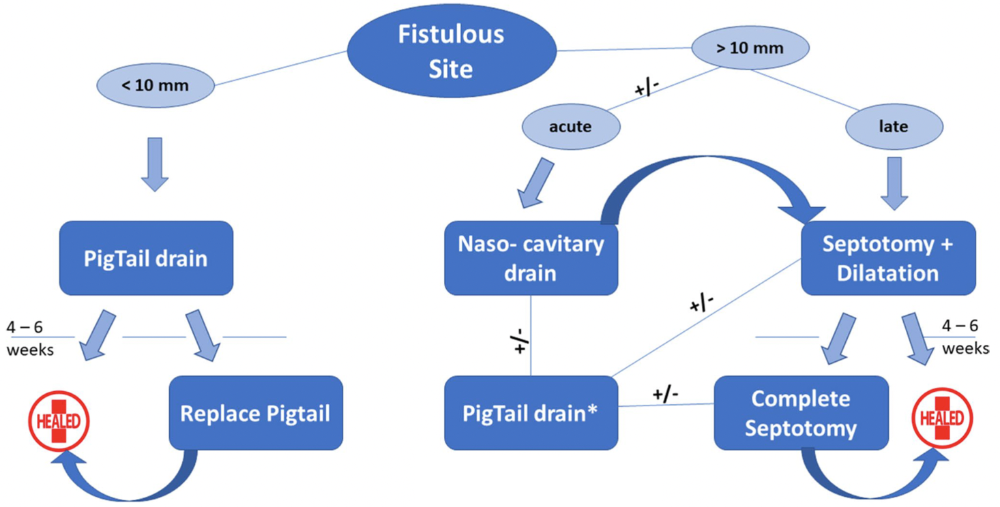 Fistulous
Site
< 10 mm
> 10 mm
+/-
acute
late
PigTail drain
Naso- cavitary
drain
Septotomy +
Dilatation
4 – 6
weeks
+/-
+/-
4 – 6
weeks
HEALED
Replace Pigtail
PigTail drain*
+/-
Complete
Septotomy
HEALED